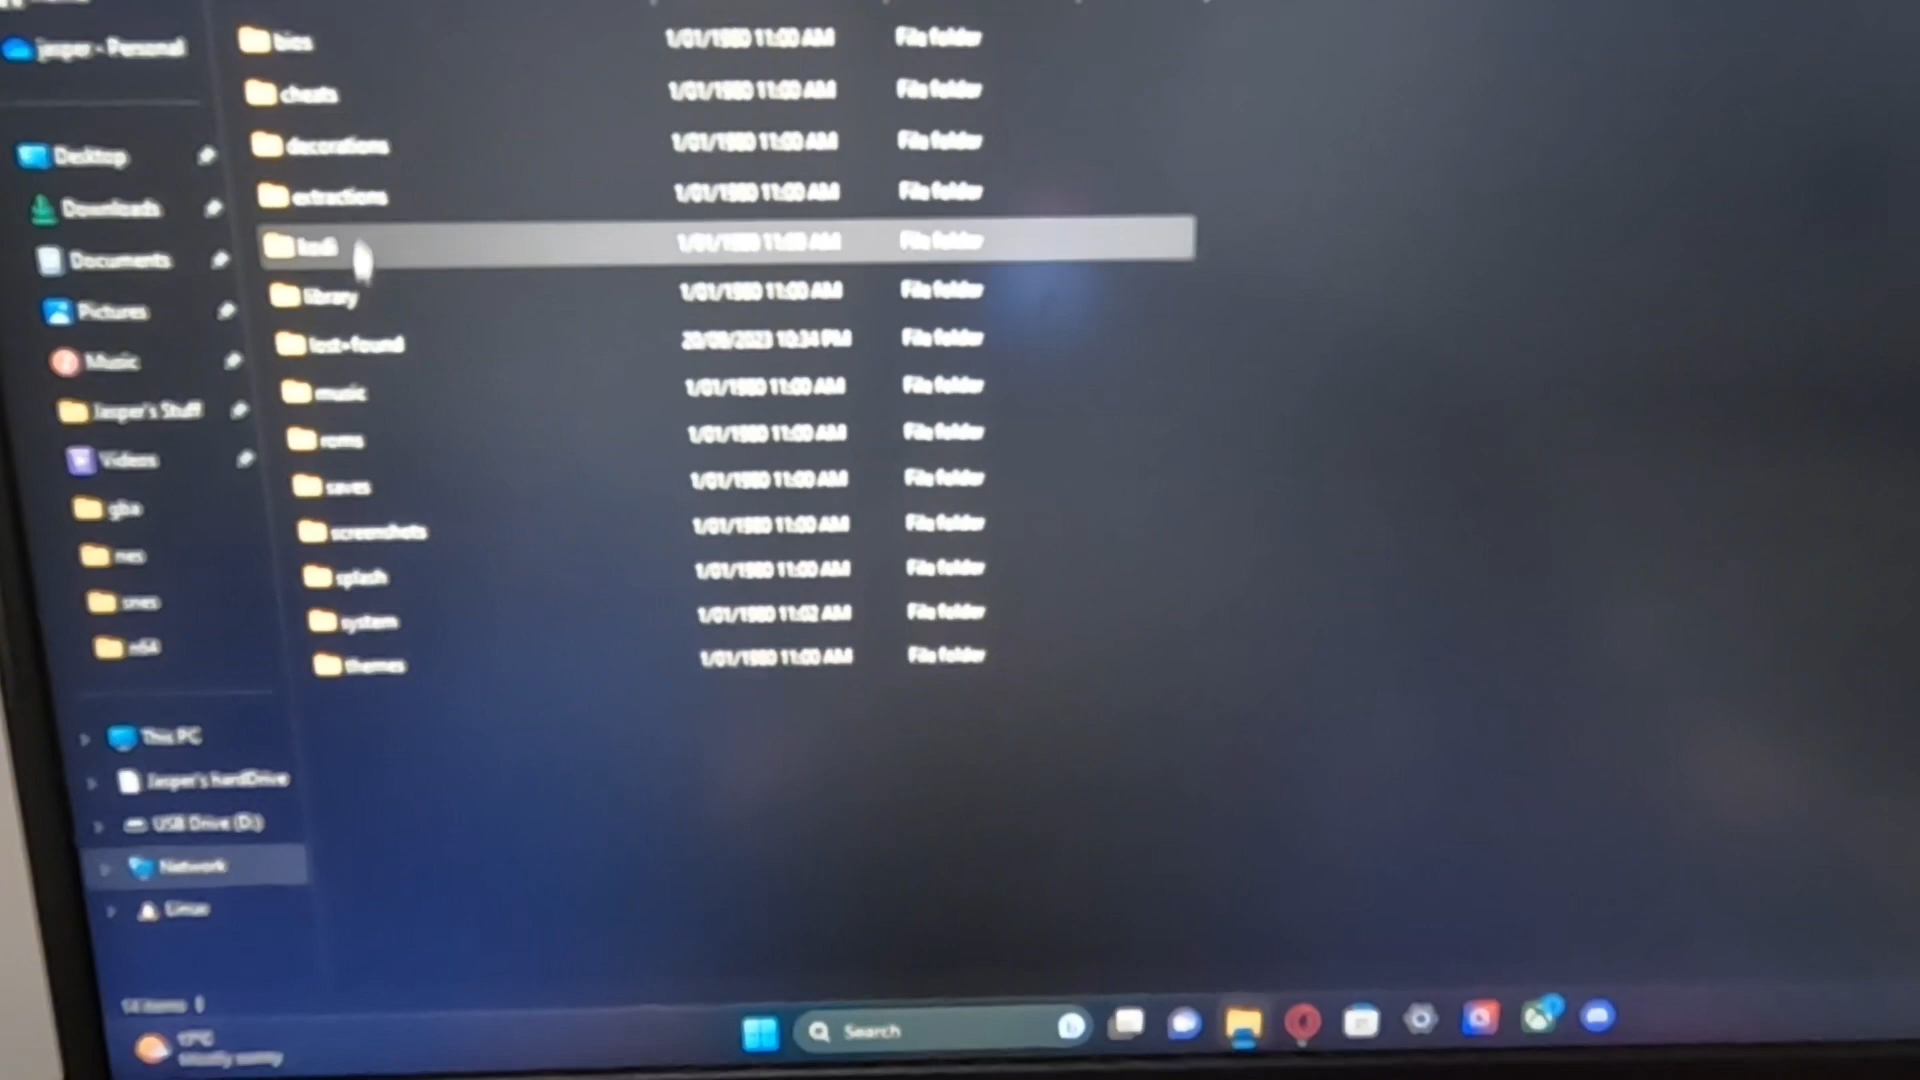 jasper - Personal
Desktop
Downloads
Documents
Pictures
Music
Jasper's Stuff
Videos
gba
nes
snes
n64
This PC
Jasper's hardDrive
USB Drive (D:)
Network
Linux
bios 1/01/1980 11:00 AM File folder
cheats 1/01/1980 11:00 AM File folder
decorations 1/01/1980 11:00 AM File folder
extractions 1/01/1980 11:00 AM File folder
kodi 1/01/1980 11:00 AM File folder
library 1/01/1980 11:00 AM File folder
lost+found 20/09/2023 10:34 PM File folder
music 1/01/1980 11:00 AM File folder
roms 1/01/1980 11:00 AM File folder
saves 1/01/1980 11:00 AM File folder
screenshots 1/01/1980 11:00 AM File folder
splash 1/01/1980 11:00 AM File folder
system 1/01/1980 11:02 AM File folder
themes 1/01/1980 11:00 AM File folder
14 items
17°C
Mostly sunny
Search